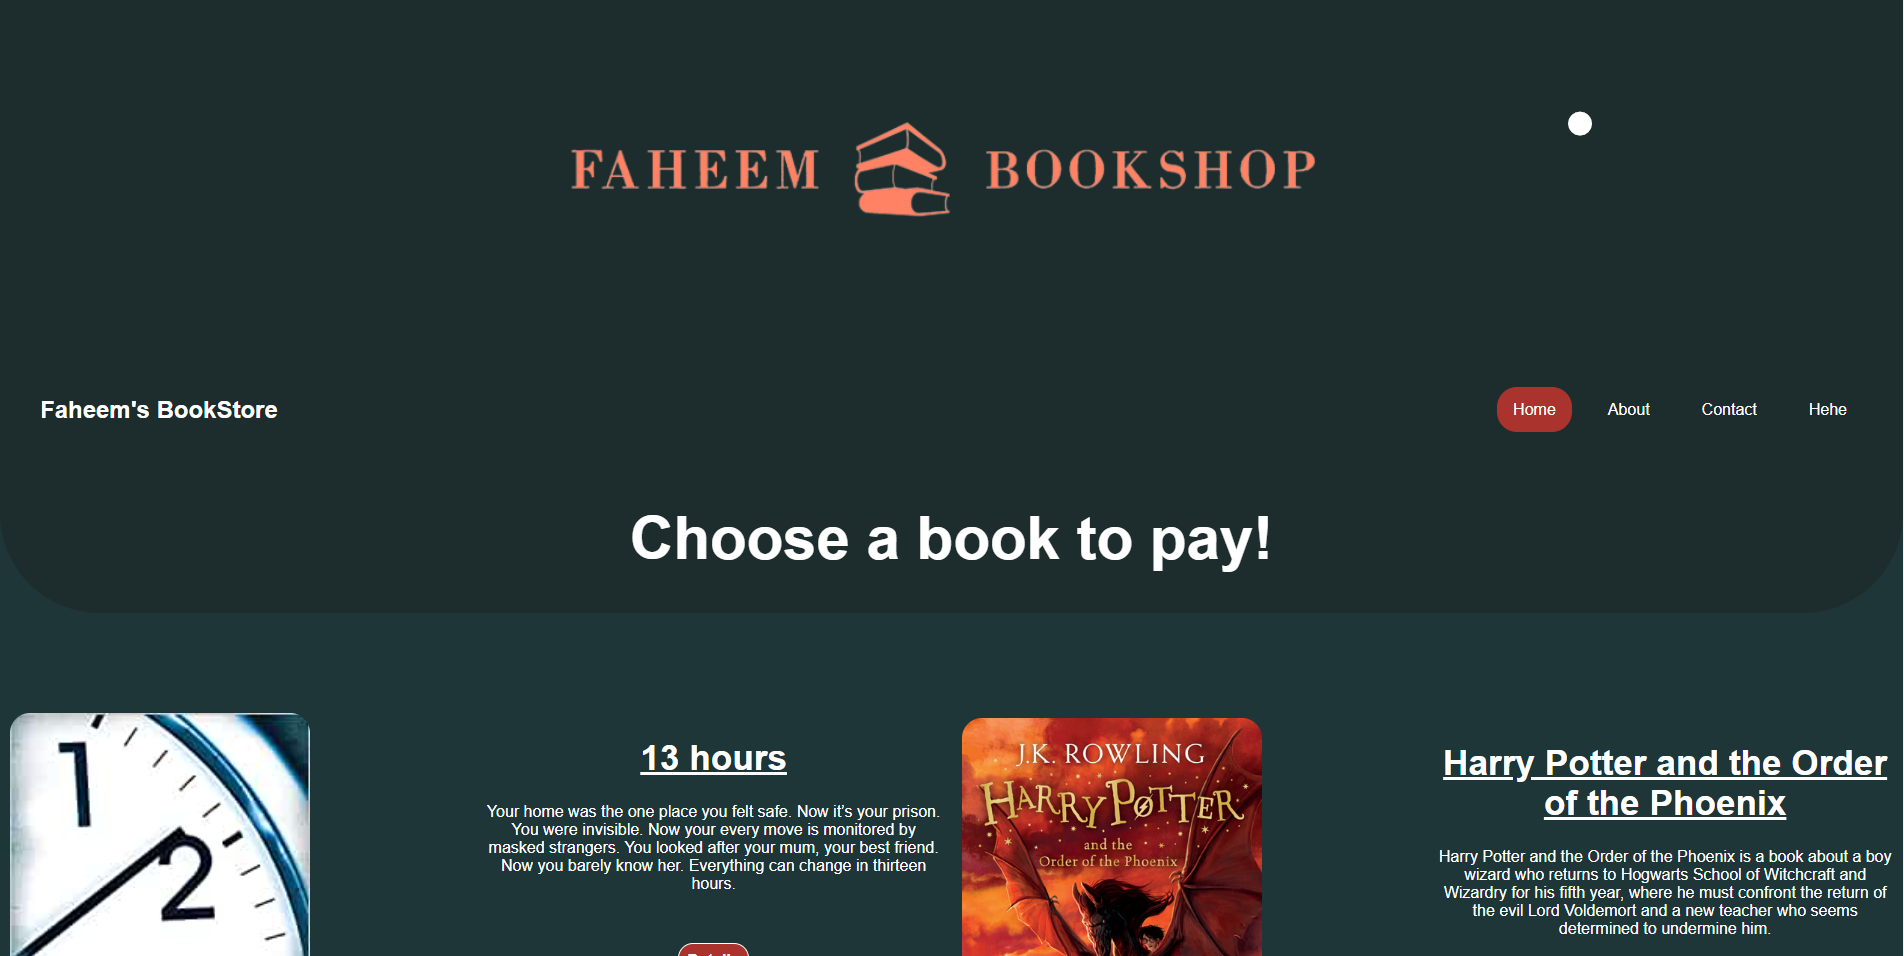 FAHEEM BOOKSHOP
Faheem's BookStore
Home About Contact Hehe
Choose a book to pay!
1
2
13 hours
Your home was the one place you felt safe. Now it's your prison.
You were invisible. Now your every move is monitored by
masked strangers. You looked after your mum, your best friend.
Now you barely know her. Everything can change in thirteen
hours.
J.K. ROWLING
HARRY POTTER
and the
Order of the Phoenix
Harry Potter and the Order
of the Phoenix
Harry Potter and the Order of the Phoenix is a book about a boy
wizard who returns to Hogwarts School of Witchcraft and
Wizardry for his fifth year, where he must confront the return of
the evil Lord Voldemort and a new teacher who seems
determined to undermine him.